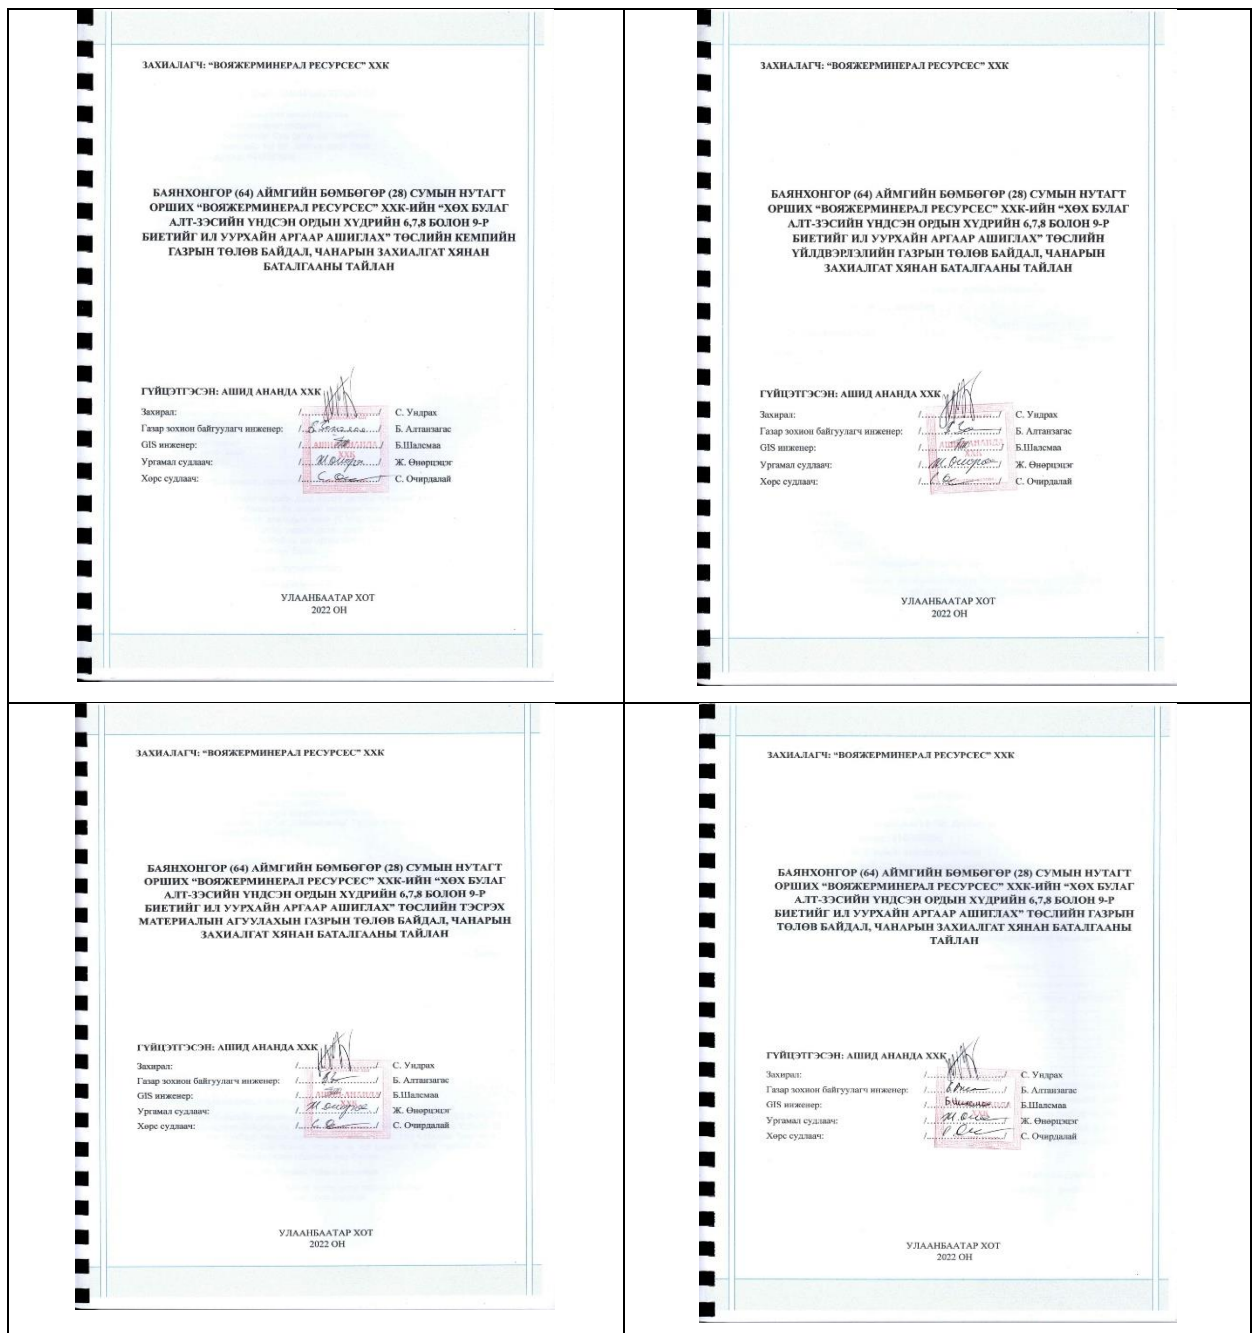 ЗАХИАЛАГЧ: “ВОЯЖЕРМИНЕРАЛ РЕСУРСЕС” ХХК
БАЯНХОНГОР (64) АЙМГИЙН БӨМБӨГӨР (28) СУМЫН НУТАГТ
ОРШИХ “ВОЯЖЕРМИНЕРАЛ РЕСУРСЕС” ХХК-ИЙН “ХӨХ БУЛАГ
АЛТ-ЗЭСИЙН ҮНДСЭН ОРДЫН ХҮДРИЙН 6,7,8 БОЛОН 9-Р
БИЕТИЙГ ИЛ УУРХАЙН АРГААР АШИГЛАХ” ТӨСЛИЙН КЕМПИЙН
ГАЗРЫН ТӨЛӨВ БАЙДАЛ, ЧАНАРЫН ЗАХИАЛГАТ ХЯНАН
БАТАЛГААНЫ ТАЙЛАН
ГҮЙЦЭТГЭСЭН: АШИД АНАНДА ХХК
Захирал: /............/ С. Ундрах
Газар зохион байгуулагч инженер: /............/ Б. Алтанзагас
GIS инженер: /............/ Б.Шалсмаа
Ургамал судлаач: /............/ Ж. Өнөрцэцэг
Хөрс судлаач: /............/ С. Очирдалай
УЛААНБААТАР ХОТ
2022 ОН
ЗАХИАЛАГЧ: “ВОЯЖЕРМИНЕРАЛ РЕСУРСЕС” ХХК
БАЯНХОНГОР (64) АЙМГИЙН БӨМБӨГӨР (28) СУМЫН НУТАГТ
ОРШИХ “ВОЯЖЕРМИНЕРАЛ РЕСУРСЕС” ХХК-ИЙН “ХӨХ БУЛАГ
АЛТ-ЗЭСИЙН ҮНДСЭН ОРДЫН ХҮДРИЙН 6,7,8 БОЛОН 9-Р
БИЕТИЙГ ИЛ УУРХАЙН АРГААР АШИГЛАХ” ТӨСЛИЙН
ҮЙЛДВЭРЛЭЛИЙН ГАЗРЫН ТӨЛӨВ БАЙДАЛ, ЧАНАРЫН
ЗАХИАЛГАТ ХЯНАН БАТАЛГААНЫ ТАЙЛАН
ГҮЙЦЭТГЭСЭН: АШИД АНАНДА ХХК
Захирал: /............/ С. Ундрах
Газар зохион байгуулагч инженер: /............/ Б. Алтанзагас
GIS инженер: /............/ Б.Шалсмаа
Ургамал судлаач: /............/ Ж. Өнөрцэцэг
Хөрс судлаач: /............/ С. Очирдалай
УЛААНБААТАР ХОТ
2022 ОН
ЗАХИАЛАГЧ: “ВОЯЖЕРМИНЕРАЛ РЕСУРСЕС” ХХК
БАЯНХОНГОР (64) АЙМГИЙН БӨМБӨГӨР (28) СУМЫН НУТАГТ
ОРШИХ “ВОЯЖЕРМИНЕРАЛ РЕСУРСЕС” ХХК-ИЙН “ХӨХ БУЛАГ
АЛТ-ЗЭСИЙН ҮНДСЭН ОРДЫН ХҮДРИЙН 6,7,8 БОЛОН 9-Р
БИЕТИЙГ ИЛ УУРХАЙН АРГААР АШИГЛАХ” ТӨСЛИЙН ТЭСРЭХ
МАТЕРИАЛЫН АГУУЛАХЫН ГАЗРЫН ТӨЛӨВ БАЙДАЛ, ЧАНАРЫН
ЗАХИАЛГАТ ХЯНАН БАТАЛГААНЫ ТАЙЛАН
ГҮЙЦЭТГЭСЭН: АШИД АНАНДА ХХК
Захирал: /............/ С. Ундрах
Газар зохион байгуулагч инженер: /............/ Б. Алтанзагас
GIS инженер: /............/ Б.Шалсмаа
Ургамал судлаач: /............/ Ж. Өнөрцэцэг
Хөрс судлаач: /............/ С. Очирдалай
УЛААНБААТАР ХОТ
2022 ОН
ЗАХИАЛАГЧ: “ВОЯЖЕРМИНЕРАЛ РЕСУРСЕС” ХХК
БАЯНХОНГОР (64) АЙМГИЙН БӨМБӨГӨР (28) СУМЫН НУТАГТ
ОРШИХ “ВОЯЖЕРМИНЕРАЛ РЕСУРСЕС” ХХК-ИЙН “ХӨХ БУЛАГ
АЛТ-ЗЭСИЙН ҮНДСЭН ОРДЫН ХҮДРИЙН 6,7,8 БОЛОН 9-Р
БИЕТИЙГ ИЛ УУРХАЙН АРГААР АШИГЛАХ” ТӨСЛИЙН ГАЗРЫН
ТӨЛӨВ БАЙДАЛ, ЧАНАРЫН ЗАХИАЛГАТ ХЯНАН БАТАЛГААНЫ
ТАЙЛАН
ГҮЙЦЭТГЭСЭН: АШИД АНАНДА ХХК
Захирал: /............/ С. Ундрах
Газар зохион байгуулагч инженер: /............/ Б. Алтанзагас
GIS инженер: /............/ Б.Шалсмаа
Ургамал судлаач: /............/ Ж. Өнөрцэцэг
Хөрс судлаач: /............/ С. Очирдалай
УЛААНБААТАР ХОТ
2022 ОН